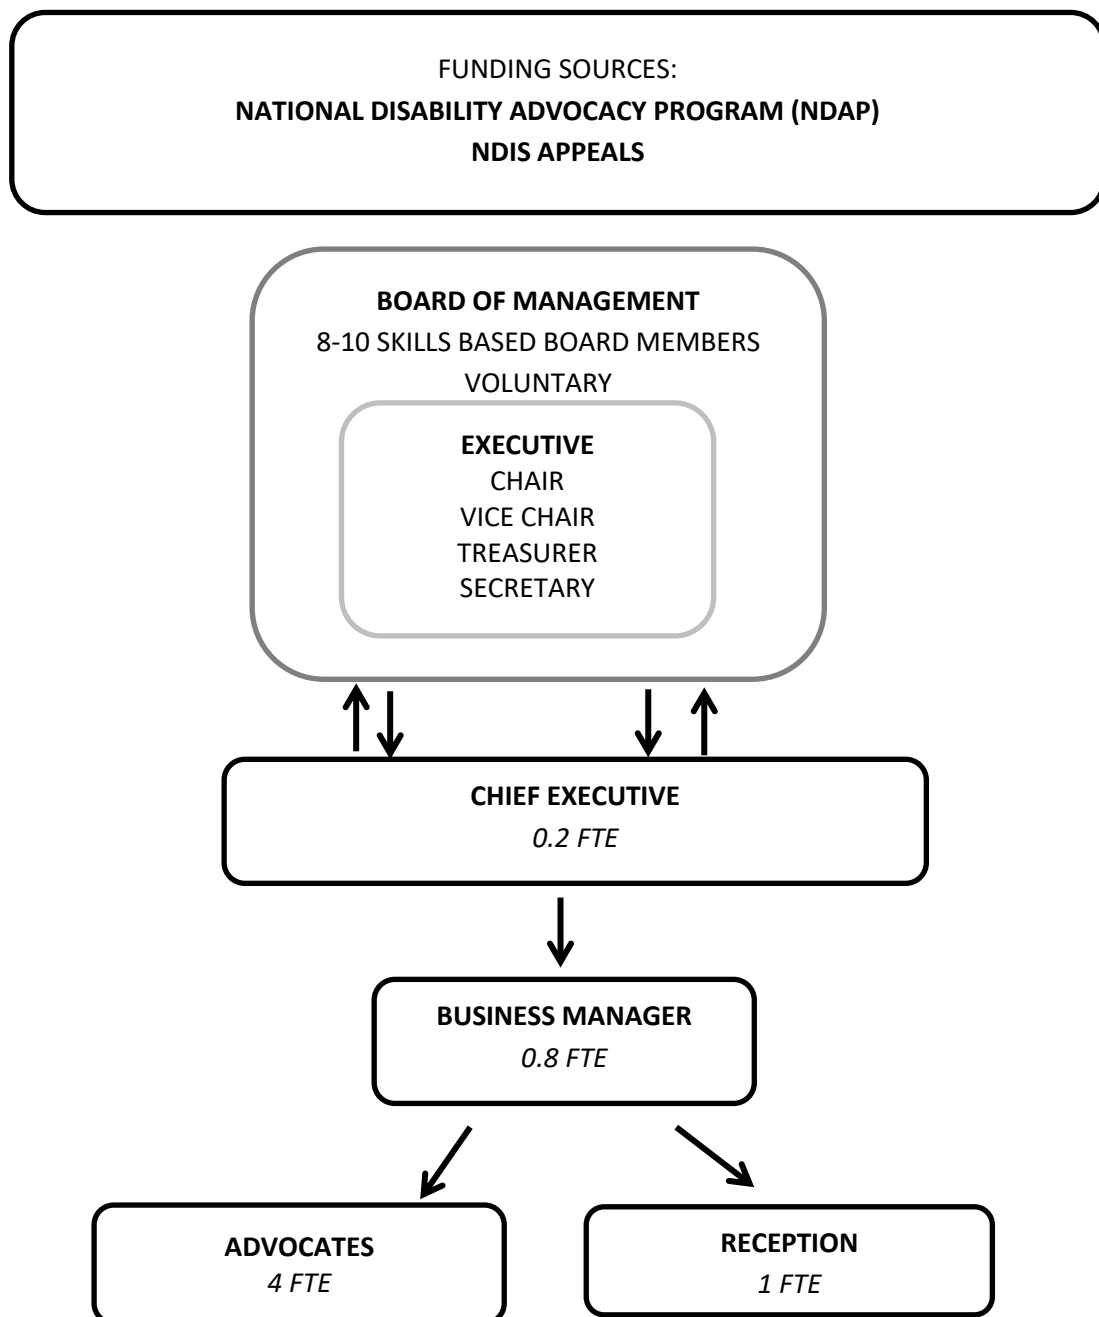 FUNDING SOURCES:
NATIONAL DISABILITY ADVOCACY PROGRAM (NDAP)
NDIS APPEALS
BOARD OF MANAGEMENT
8-10 SKILLS BASED BOARD MEMBERS
VOLUNTARY
EXECUTIVE
CHAIR
VICE CHAIR
TREASURER
SECRETARY
CHIEF EXECUTIVE
0.2 FTE
BUSINESS MANAGER
0.8 FTE
ADVOCATES
4 FTE
RECEPTION
1 FTE